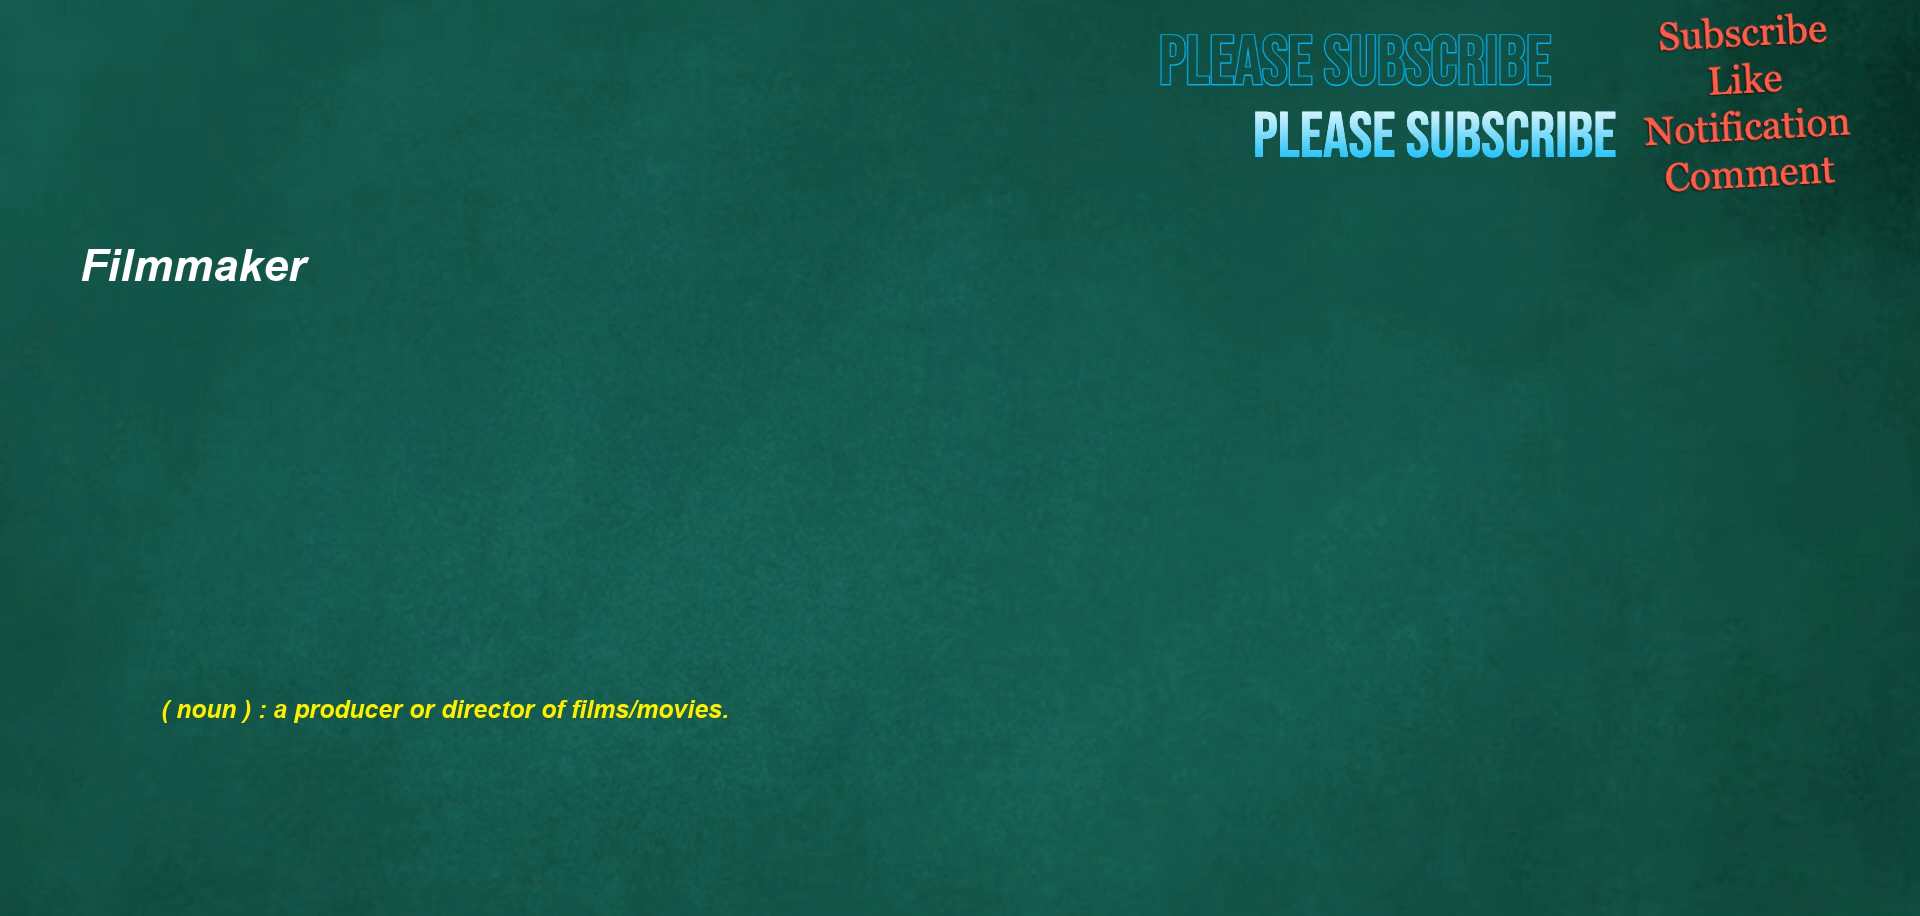 PLEASE SUBSCRIBE
PLEASE SUBSCRIBE
Subscribe
Like
Notification
Comment
Filmmaker
( noun ) : a producer or director of films/movies.